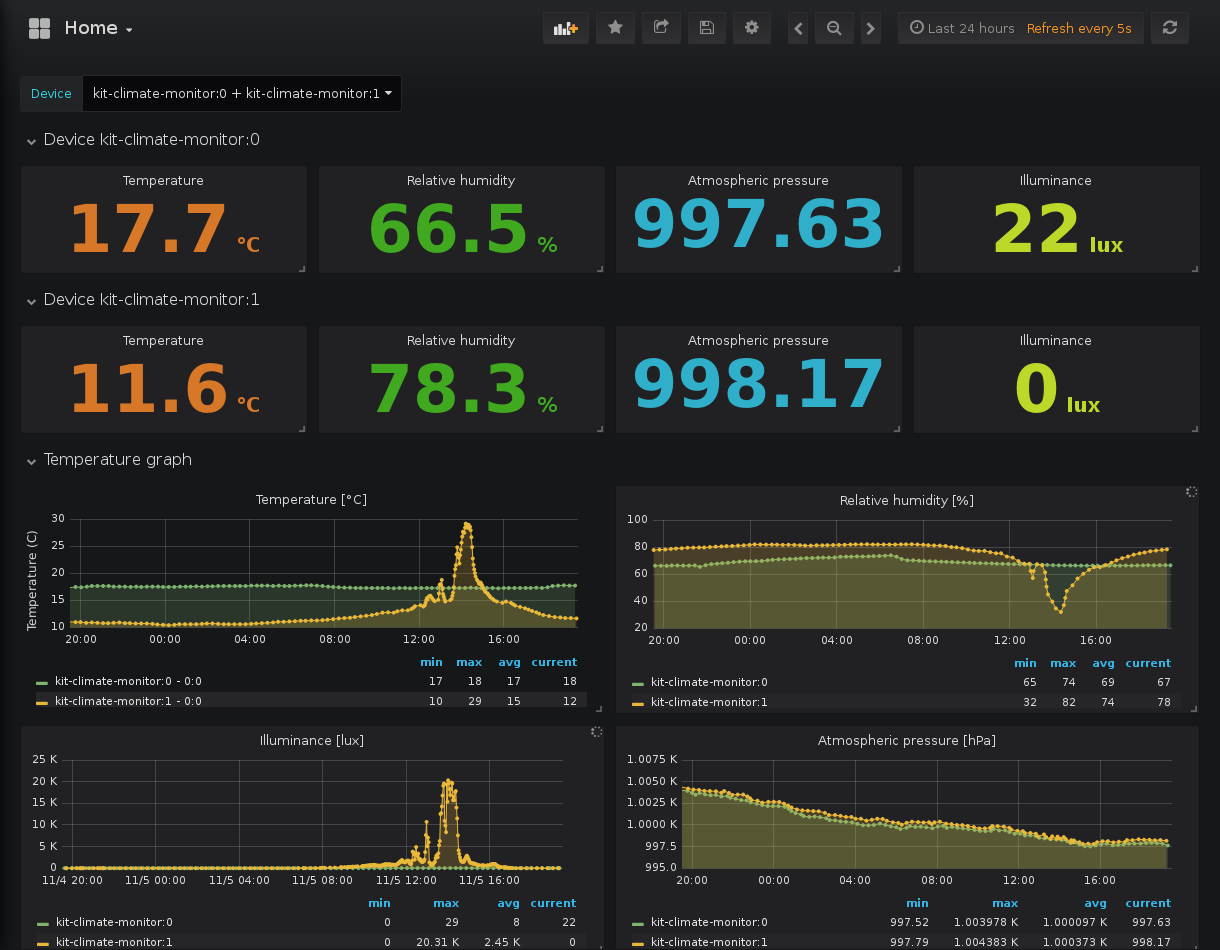 Home
Last 24 hours Refresh every 5s
Device kit-climate-monitor:0 + kit-climate-monitor:1
Device kit-climate-monitor:0
Temperature Relative humidity Atmospheric pressure Illuminance
17.7 °C 66.5 % 997.63 22 lux
Device kit-climate-monitor:1
Temperature Relative humidity Atmospheric pressure Illuminance
11.6 °C 78.3 % 998.17 0 lux
Temperature graph
Temperature [°C]
Temperature (C)
30
25
20
15
10
20:00 00:00 04:00 08:00 12:00 16:00
min max avg current
kit-climate-monitor:0 - 0:0 17 18 17 18
kit-climate-monitor:1 - 0:0 10 29 15 12
Relative humidity [%]
100
80
60
40
20
20:00 00:00 04:00 08:00 12:00 16:00
min max avg current
kit-climate-monitor:0 65 74 69 67
kit-climate-monitor:1 32 82 74 78
Illuminance [lux]
25 K
20 K
15 K
10 K
5 K
0
11/4 20:00 11/5 00:00 11/5 04:00 11/5 08:00 11/5 12:00 11/5 16:00
min max avg current
kit-climate-monitor:0 0 29 8 22
kit-climate-monitor:1 0 20.31 K 2.45 K 0
Atmospheric pressure [hPa]
1.0075 K
1.0050 K
1.0025 K
1.0000 K
997.5
995.0
20:00 00:00 04:00 08:00 12:00 16:00
min max avg current
kit-climate-monitor:0 997.52 1.003978 K 1.000097 K 997.63
kit-climate-monitor:1 997.79 1.004383 K 1.000373 K 998.17